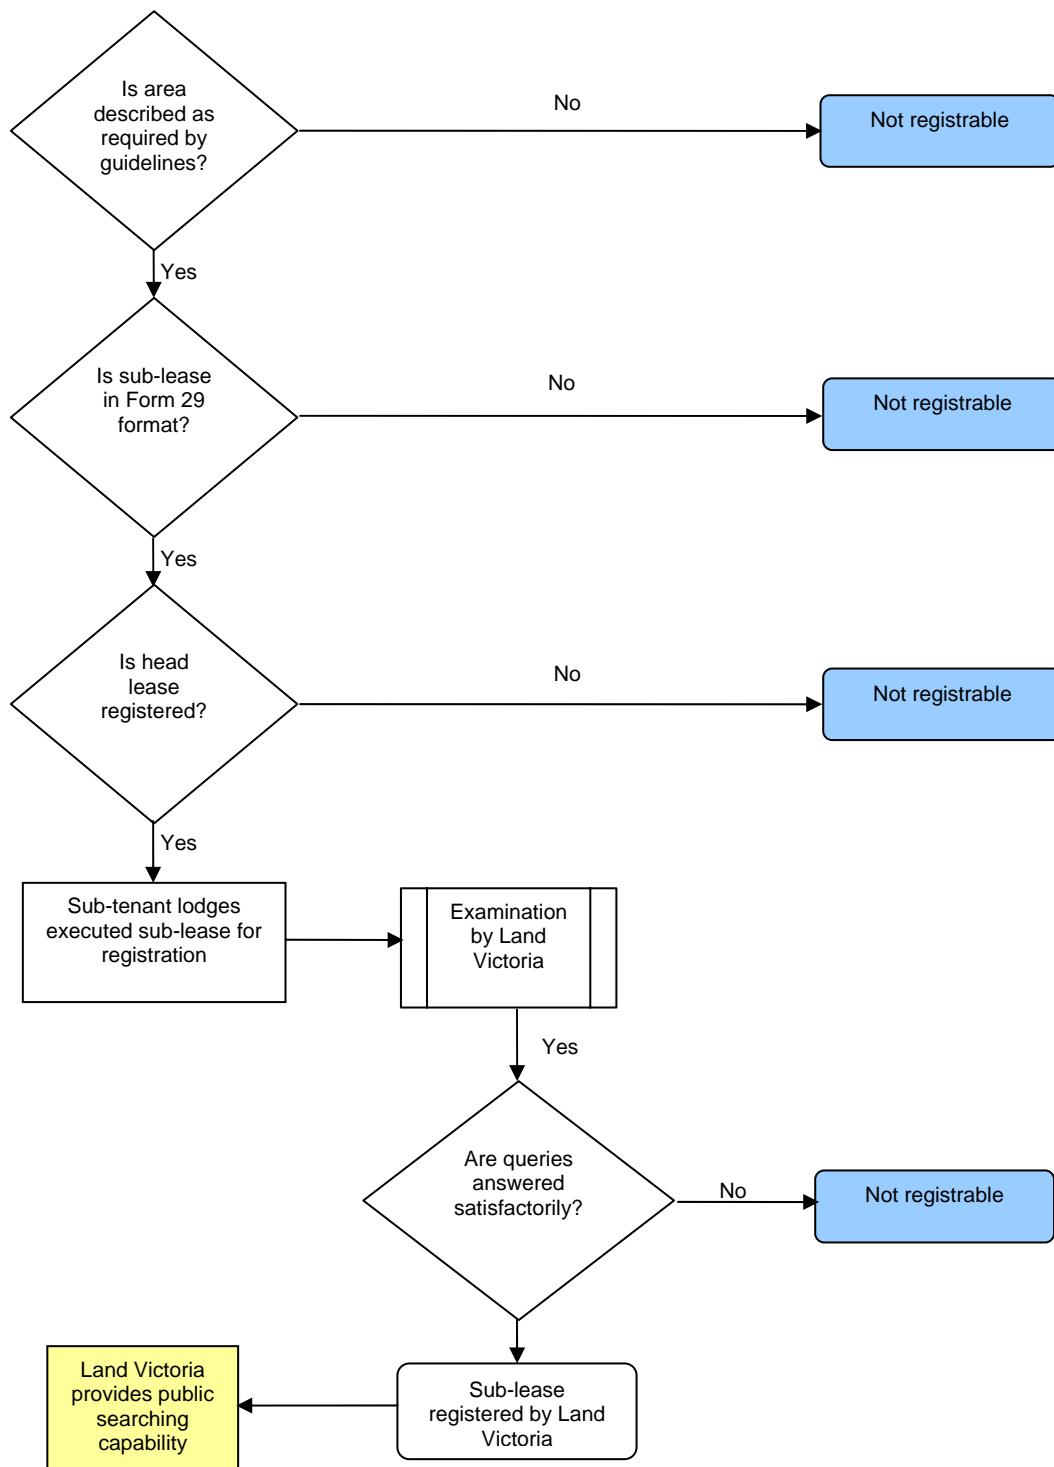 Is area
described as
required by
guidelines?
No
Not registrable
Yes
Is sub-lease
in Form 29
format?
No
Not registrable
Yes
Is head
lease
registered?
No
Not registrable
Yes
Sub-tenant lodges
executed sub-lease for
registration
Examination
by Land
Victoria
Yes
Are queries
answered
satisfactorily?
No
Not registrable
Sub-lease
registered by Land
Victoria
Land Victoria
provides public
searching
capability